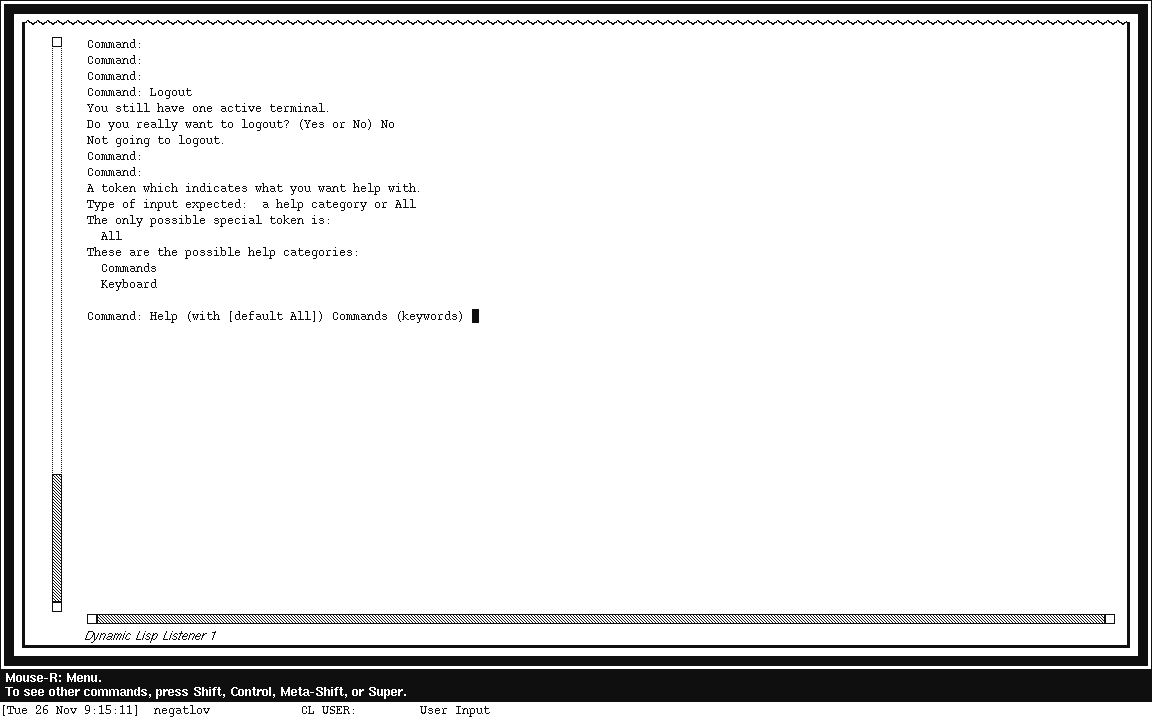 Command:
Command:
Command:
Command: Logout
You still have one active terminal.
Do you really want to logout? (Yes or No) No
Not going to logout.
Command:
Command:
A token which indicates what you want help with.
Type of input expected:  a help category or All
The only possible special token is:
  All
These are the possible help categories:
  Commands
  Keyboard
Command: Help (with [default All]) Commands (keywords)
Dynamic Lisp Listener 1
Mouse-R: Menu.
To see other commands, press Shift, Control, Meta-Shift, or Super.
[Tue 26 Nov 9:15:11]  negatlov             CL USER:         User Input